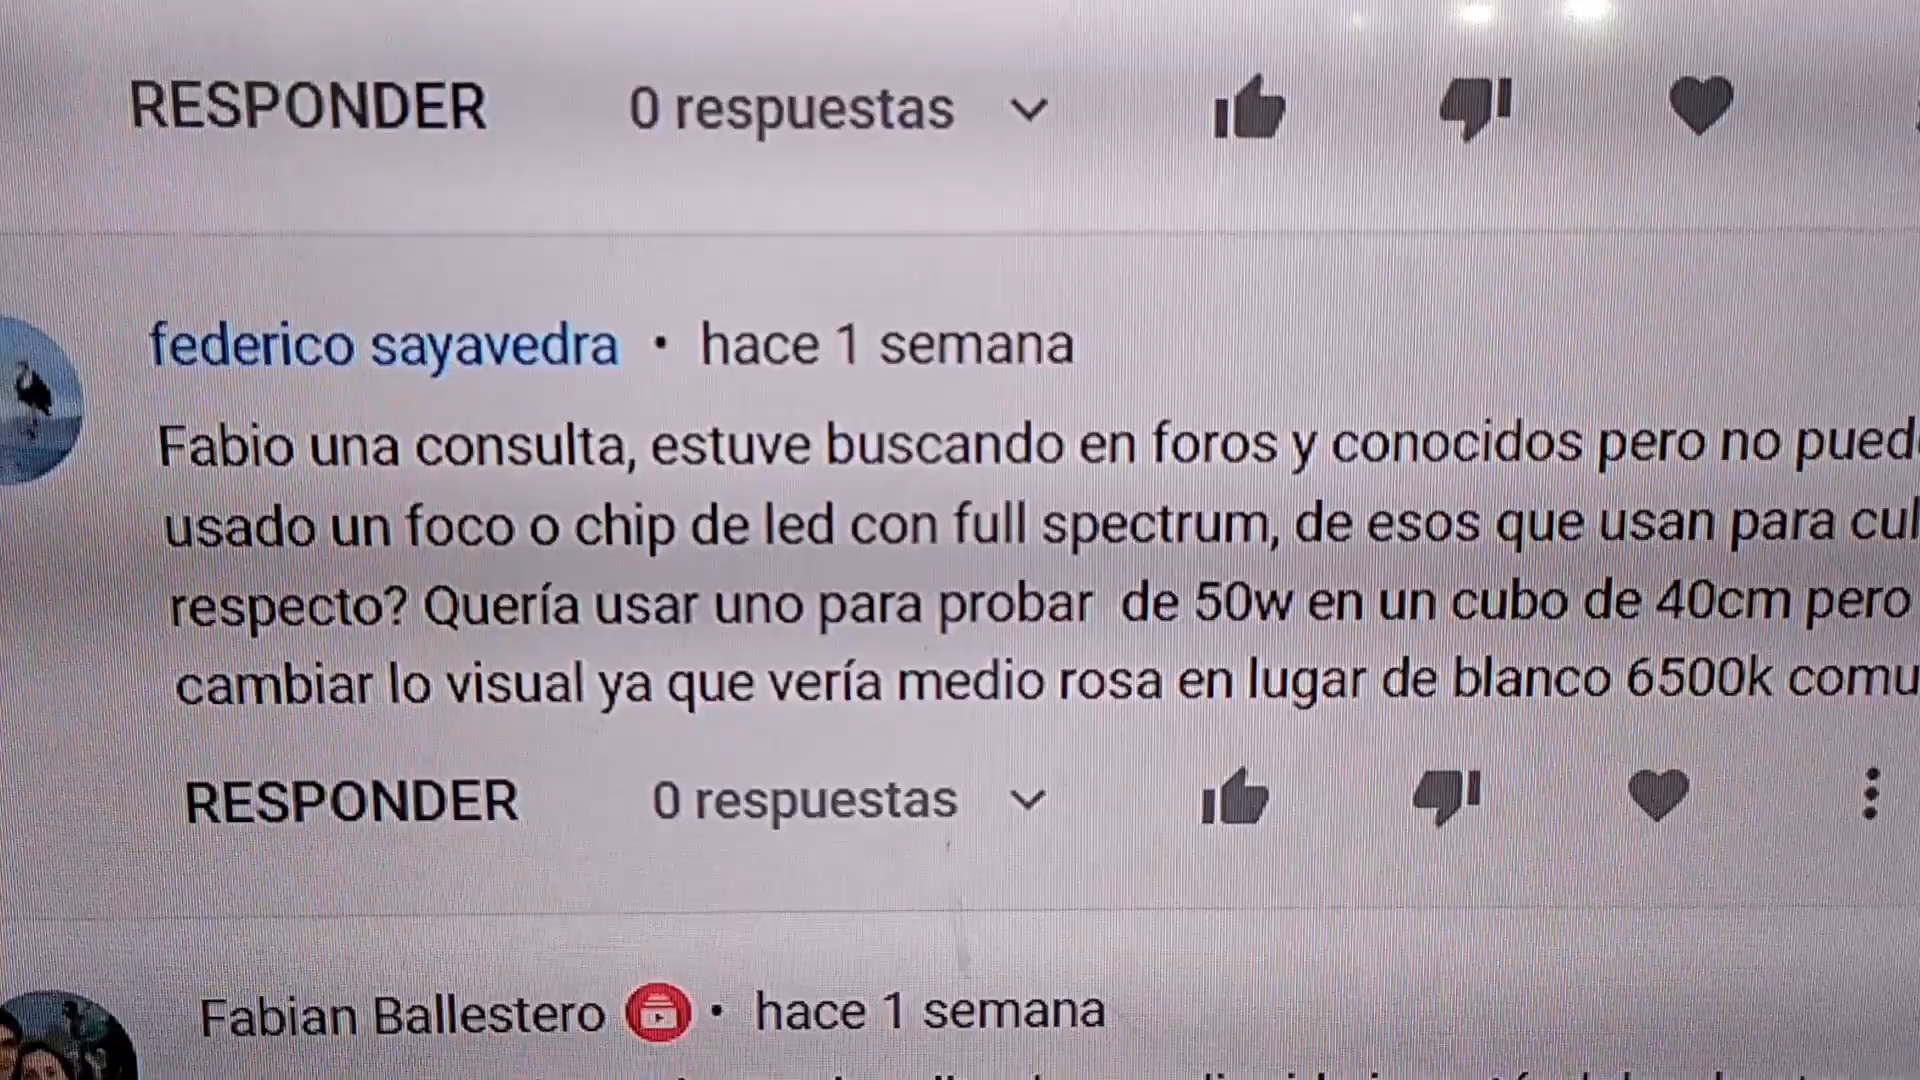 RESPONDER 0 respuestas
federico sayavedra · hace 1 semana
Fabio una consulta, estuve buscando en foros y conocidos pero no
usado un foco o chip de led con full spectrum, de esos que usan para
respecto? Quería usar uno para probar de 50w en un cubo de 40cm pero
cambiar lo visual ya que vería medio rosa en lugar de blanco 6500k
RESPONDER 0 respuestas
Fabian Ballestero · hace 1 semana